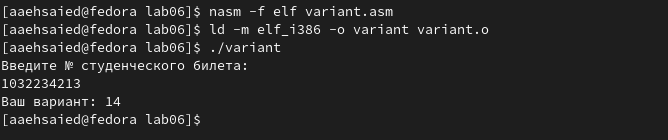 [aaehsaied@fedora lab06]$ nasm -f elf variant.asm
[aaehsaied@fedora lab06]$ ld -m elf_i386 -o variant variant.o
[aaehsaied@fedora lab06]$ ./variant
Введите № студенческого билета:
1032234213
Ваш вариант: 14
[aaehsaied@fedora lab06]$